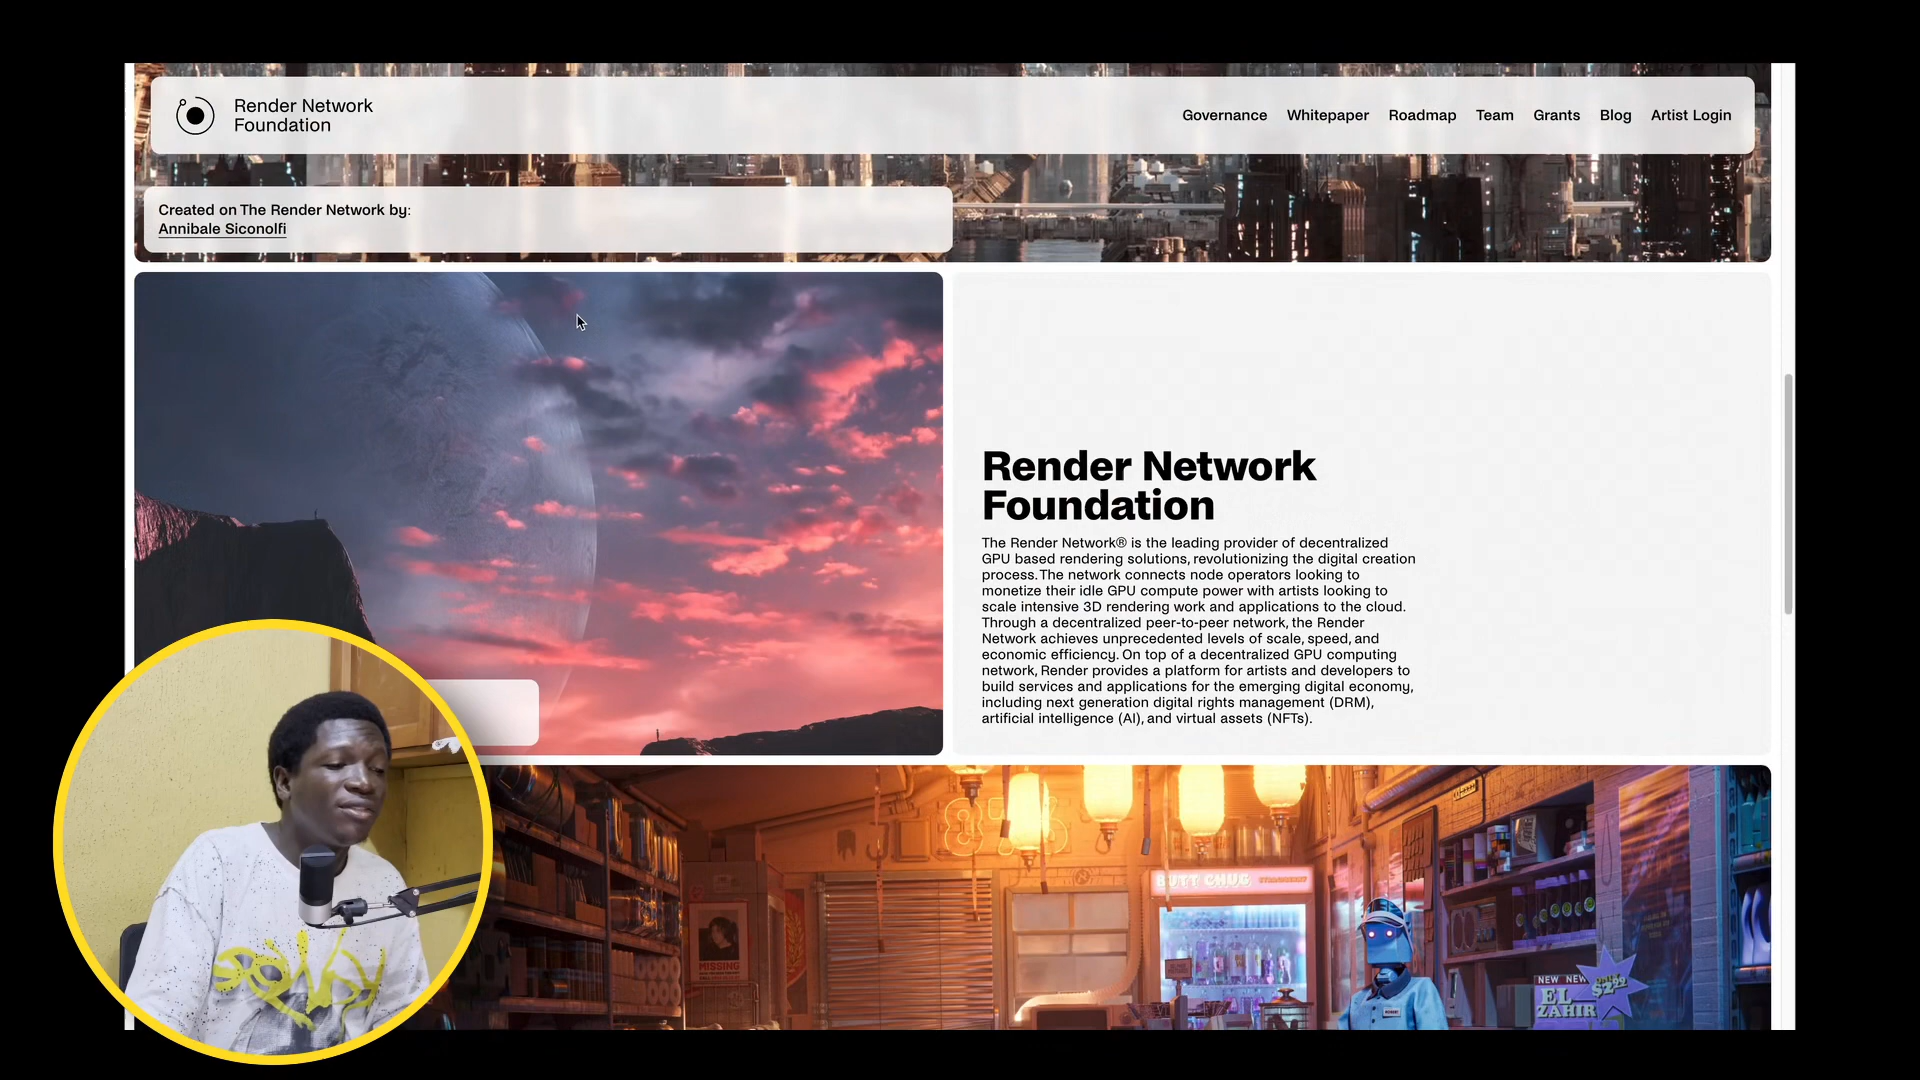 Render Network
Foundation
Governance Whitepaper Roadmap Team Grants Blog Artist Login
Created on The Render Network by:
Annibale Siconolfi
Render Network
Foundation
The Render Network® is the leading provider of decentralized
GPU based rendering solutions, revolutionizing the digital creation
process. The network connects node operators looking to
monetize their idle GPU compute power with artists looking to
scale intensive 3D rendering work and applications to the cloud.
Through a decentralized peer-to-peer network, the Render
Network achieves unprecedented levels of scale, speed, and
economic efficiency. On top of a decentralized GPU computing
network, Render provides a platform for artists and developers to
build services and applications for the emerging digital economy,
including next generation digital rights management (DRM),
artificial intelligence (AI), and virtual assets (NFTs).
BUTT CHUG
MISSING
NEW NEW
EL
ZAHIR
$2.99